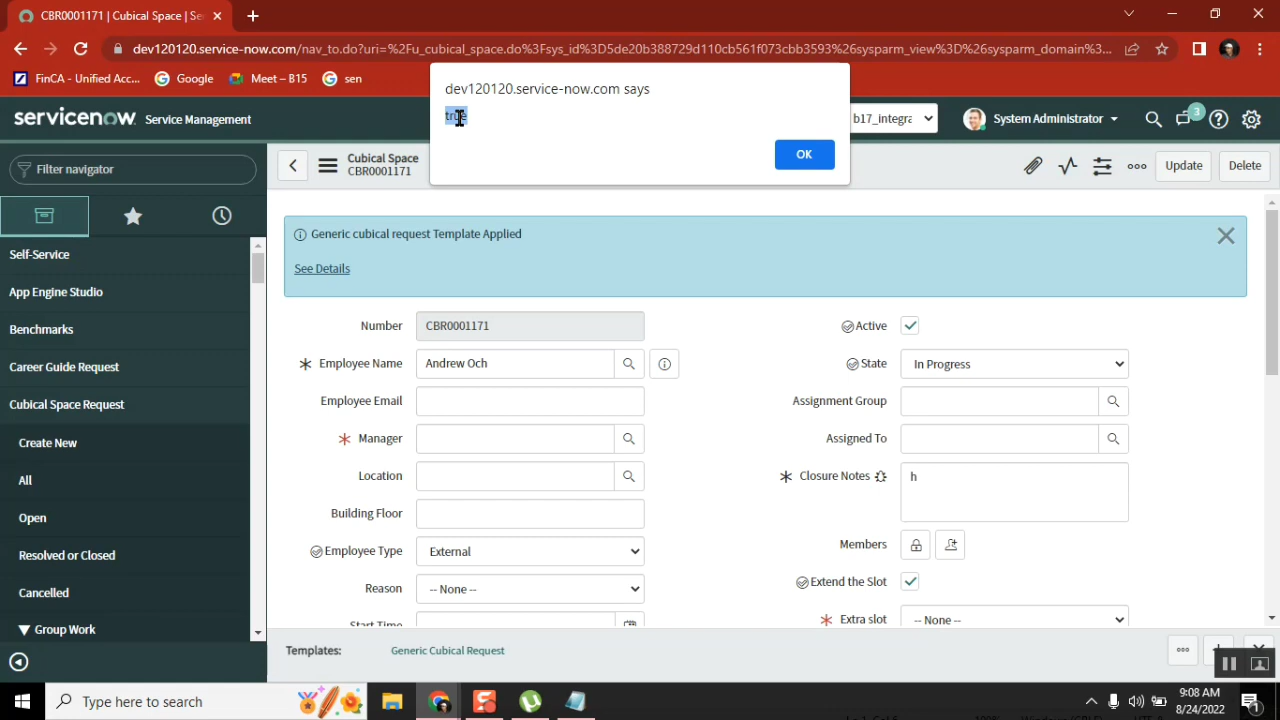 CBR0001171 | Cubical Space | Se
dev120120.service-now.com/nav_to.do?uri=%2Fu_cubical_space.do%3Fsys_id%3D5de20b388729d110cb561f073cbb3593%26sysparm_view%3D%26sysparm_domain%...
FinCA - Unified Acc...
Google
Meet – B15
sen
dev120120.service-now.com says
true
OK
servicenow Service Management
b17_integra
System Administrator
3
Filter navigator
Cubical Space
CBR0001171
Update
Delete
Self-Service
App Engine Studio
Benchmarks
Career Guide Request
Cubical Space Request
Create New
All
Open
Resolved or Closed
Cancelled
Group Work
Generic cubical request Template Applied
See Details
Number CBR0001171
Active
Employee Name Andrew Och
State In Progress
Employee Email
Assignment Group
Manager
Assigned To
Location
Closure Notes h
Building Floor
Members
Employee Type External
Extend the Slot
Reason -- None --
Extra slot -- None --
Start Time
Templates: Generic Cubical Request
Type here to search
9:08 AM
8/24/2022
1